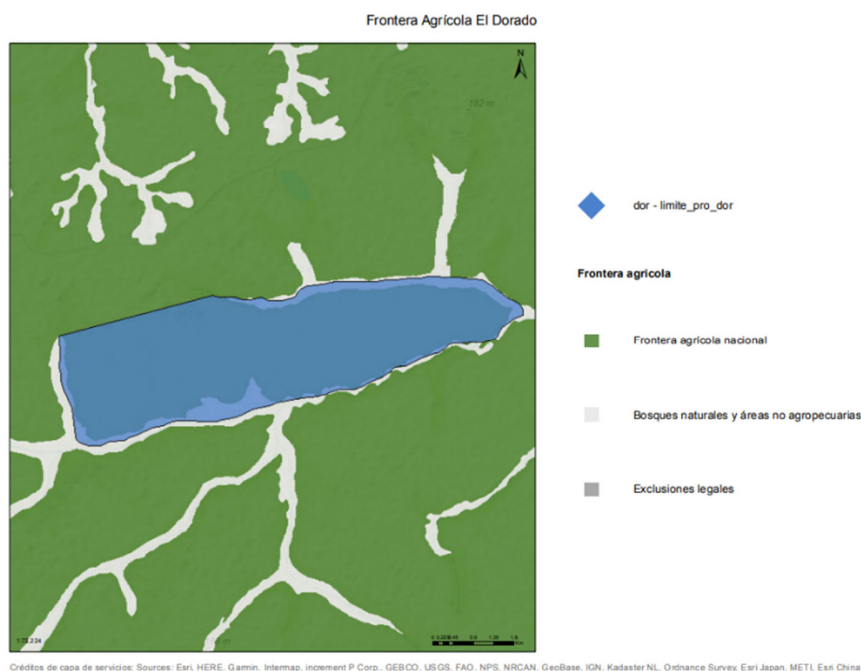 Frontera Agrícola El Dorado
N
182 m
dor - limite_pro_dor
Frontera agricola
Frontera agrícola nacional
Bosques naturales y áreas no agropecuarias
Exclusiones legales
Créditos de capa de servicios: Sources: Esri, HERE, Garmin, Intermap, increment P Corp., GEBCO, USGS, FAO, NPS, NRCAN, GeoBase, IGN, Kadaster NL, Ordnance Survey, Esri Japan, METI, Esri China